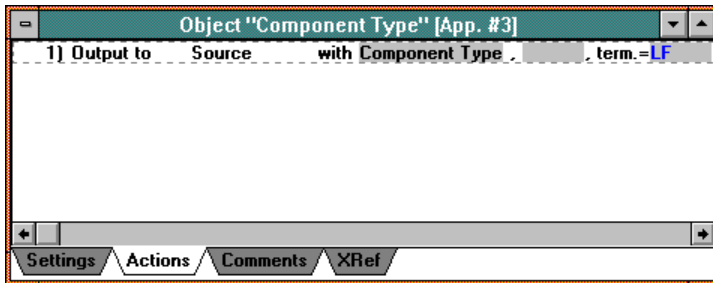 Object "Component Type" [App. #3]
1) Output to Source with Component Type , , term.=LF
Settings Actions Comments XRef